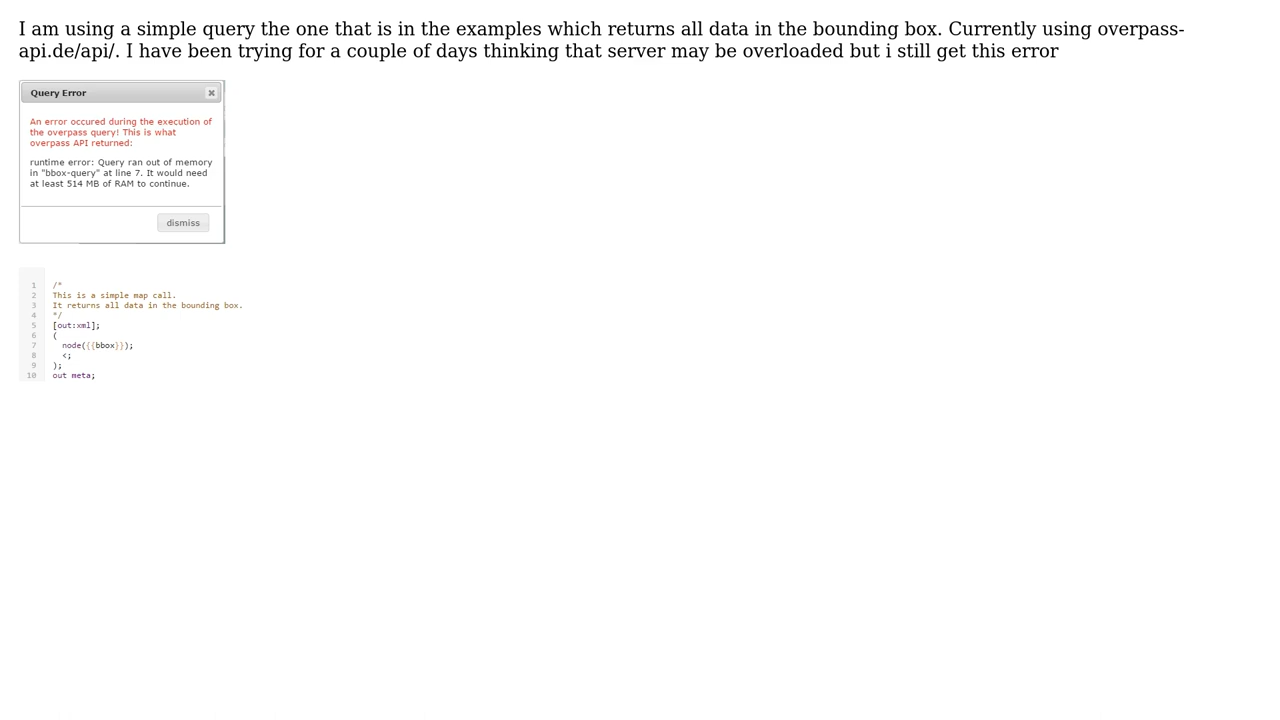 I am using a simple query the one that is in the examples which returns all data in the bounding box. Currently using overpass-
api.de/api/. I have been trying for a couple of days thinking that server may be overloaded but i still get this error
Query Error
An error occured during the execution of
the overpass query! This is what
overpass API returned:
runtime error: Query ran out of memory
in "bbox-query" at line 7. It would need
at least 514 MB of RAM to continue.
dismiss
1 /*
2 This is a simple map call.
3 It returns all data in the bounding box.
4 */
5 [out:xml];
6 (
7 node({{bbox}});
8 <;
9 );
10 out meta;